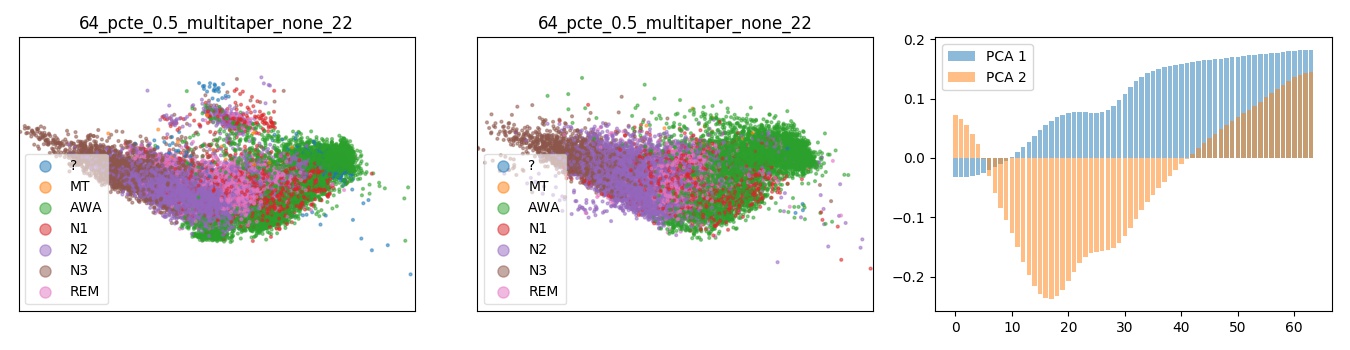 64_pcte_0.5_multitaper_none_22
?
MT
AWA
N1
N2
N3
REM
64_pcte_0.5_multitaper_none_22
?
MT
AWA
N1
N2
N3
REM
PCA 1
PCA 2
0.2
0.1
0.0
−0.1
−0.2
0 10 20 30 40 50 60